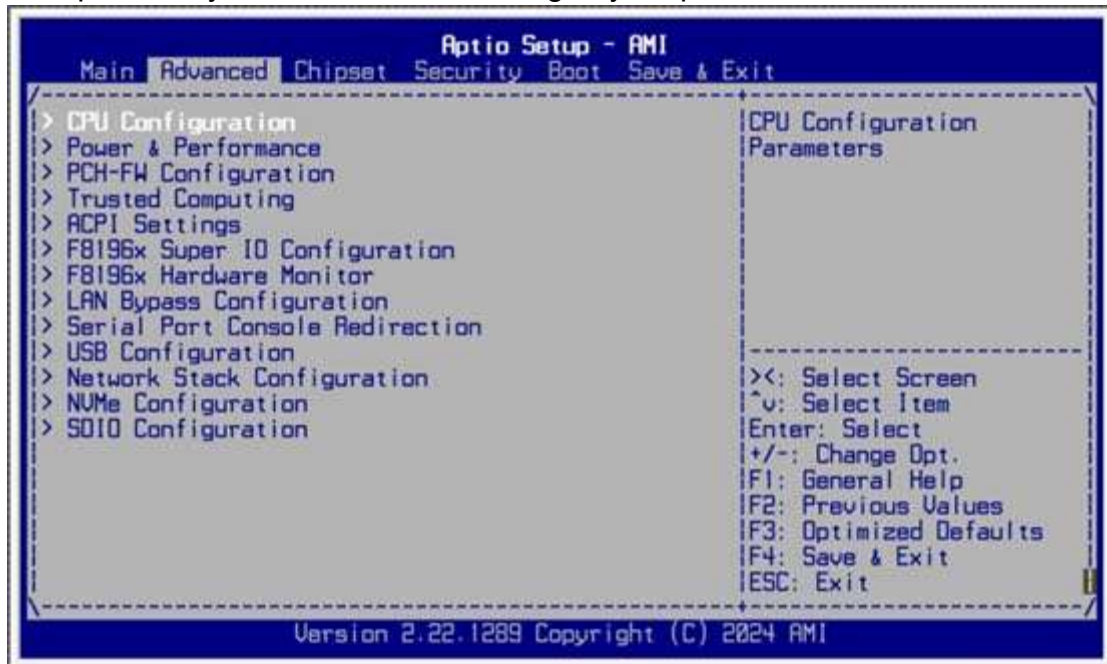 Aptio Setup - AMI
Main Advanced Chipset Security Boot Save & Exit
> CPU Configuration
> Power & Performance
> PCH-FW Configuration
> Trusted Computing
> ACPI Settings
> F8196x Super IO Configuration
> F8196x Hardware Monitor
> LAN Bypass Configuration
> Serial Port Console Redirection
> USB Configuration
> Network Stack Configuration
> NVMe Configuration
> SDIO Configuration
CPU Configuration
Parameters
><: Select Screen
^v: Select Item
Enter: Select
+/-: Change Opt.
F1: General Help
F2: Previous Values
F3: Optimized Defaults
F4: Save & Exit
ESC: Exit
Version 2.22.1289 Copyright (C) 2024 AMI